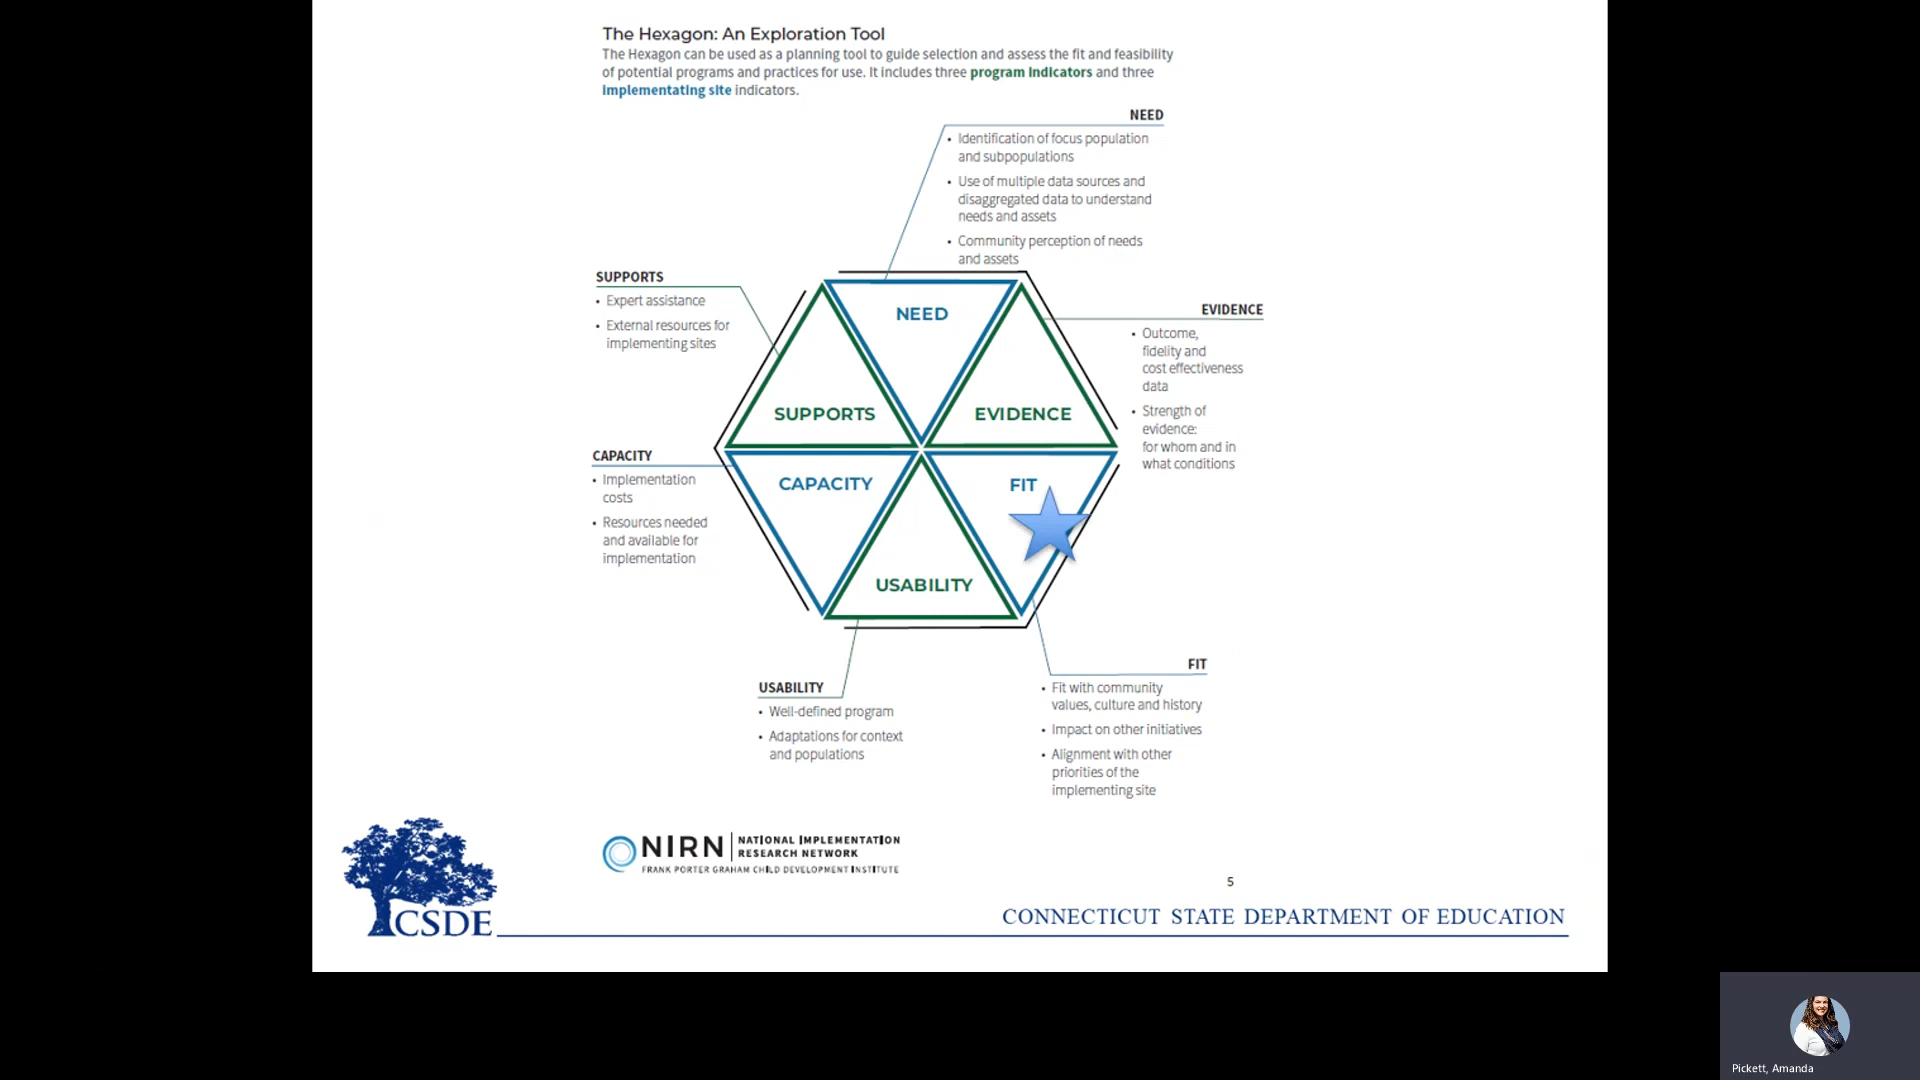 The Hexagon: An Exploration Tool
The Hexagon can be used as a planning tool to guide selection and assess the fit and feasibility
of potential programs and practices for use. It includes three program indicators and three
implementating site indicators.
NEED
• Identification of focus population
and subpopulations
• Use of multiple data sources and
disaggregated data to understand
needs and assets
• Community perception of needs
and assets
SUPPORTS
• Expert assistance
• External resources for
implementing sites
EVIDENCE
• Outcome,
fidelity and
cost effectiveness
data
• Strength of
evidence:
for whom and in
what conditions
NEED
SUPPORTS
EVIDENCE
CAPACITY
FIT
USABILITY
CAPACITY
• Implementation
costs
• Resources needed
and available for
implementation
USABILITY
• Well-defined program
• Adaptations for context
and populations
FIT
• Fit with community
values, culture and history
• Impact on other initiatives
• Alignment with other
priorities of the
implementing site
NIRN
NATIONAL IMPLEMENTATION
RESEARCH NETWORK
FRANK PORTER GRAHAM CHILD DEVELOPMENT INSTITUTE
5
CSDE
CONNECTICUT STATE DEPARTMENT OF EDUCATION
Pickett, Amanda